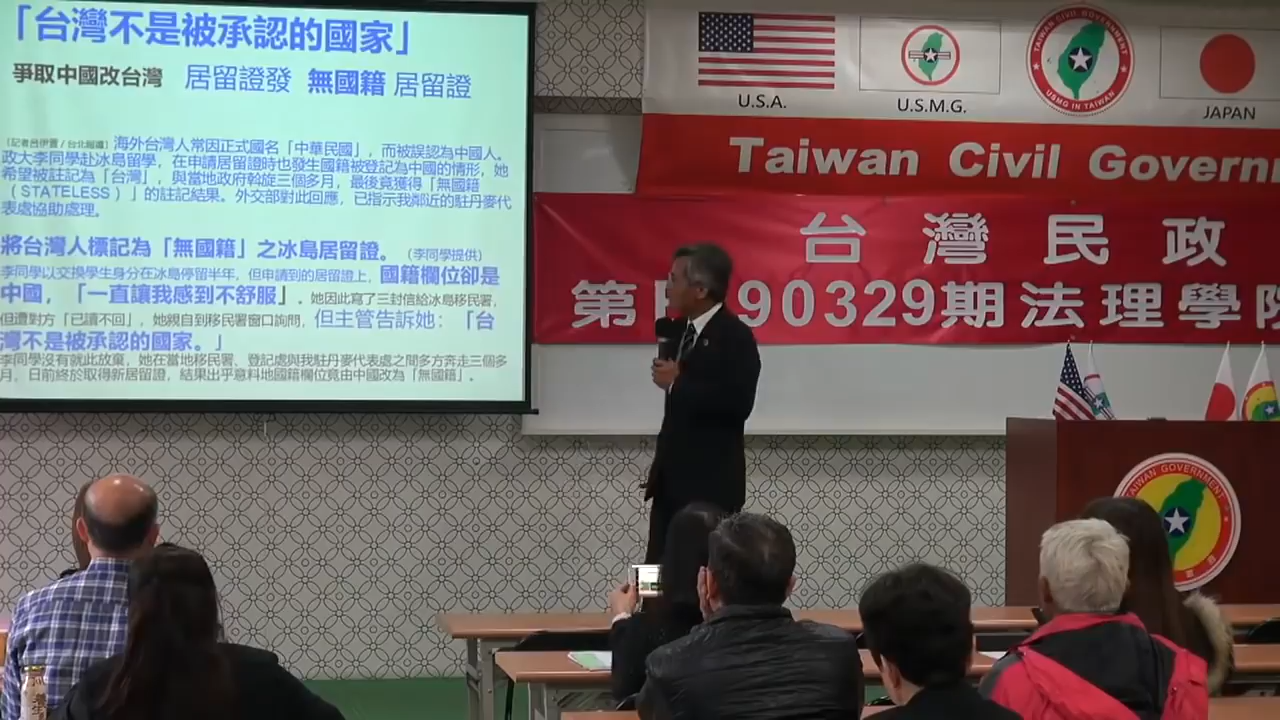 「台灣不是被承認的國家」
爭取中國改台灣 居留證發 無國籍 居留證
(記者呂伊萱/台北報導) 海外台灣人常因正式國名「中華民國」，而被誤認為中國人。
政大李同學赴冰島留學，在申請居留證時也發生國籍被登記為中國的情形，她
希望被註記為「台灣」，與當地政府斡旋三個多月，最後竟獲得「無國籍
（STATELESS）」的註記結果。外交部對此回應，已指示我鄰近的駐丹麥代
表處協助處理。
將台灣人標記為「無國籍」之冰島居留證。（李同學提供）
李同學以交換學生身分在冰島停留半年，但申請到的居留證上，國籍欄位卻是
中國，「一直讓我感到不舒服」，她因此寫了三封信給冰島移民署，
但遭對方「已讀不回」，她親自到移民署窗口詢問，但主管告訴她：「台
灣不是被承認的國家。」
李同學沒有就此放棄，她在當地移民署、登記處與我駐丹麥代表處之間多方奔走三個多
月，日前終於取得新居留證，結果出乎意料地國籍欄位竟由中國改為「無國籍」。
U.S.A.
U.S.M.G.
TAIWAN CIVIL GOVERNMENT
USMG IN TAIWAN
JAPAN
Taiwan Civil Governm
台灣民政
第 90329期法理學院
TAIWAN GOVERNMENT